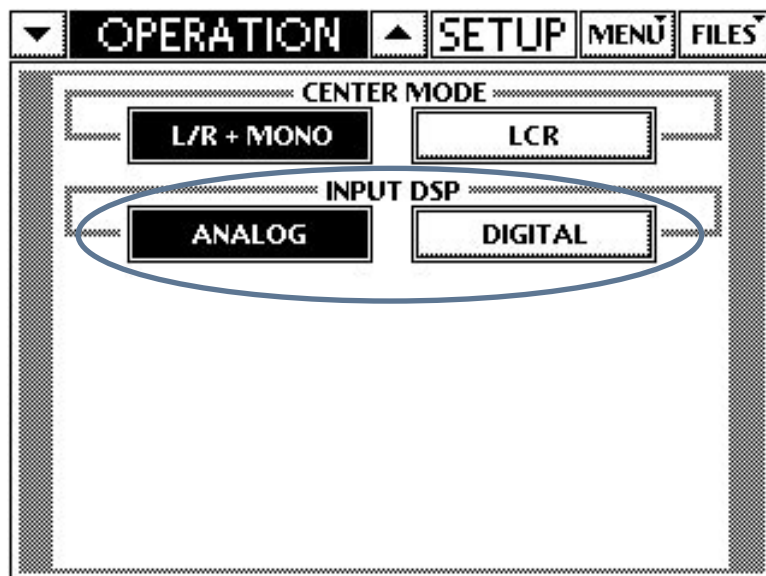 OPERATION SETUP MENU FILES
CENTER MODE
L/R + MONO LCR
INPUT DSP
ANALOG DIGITAL